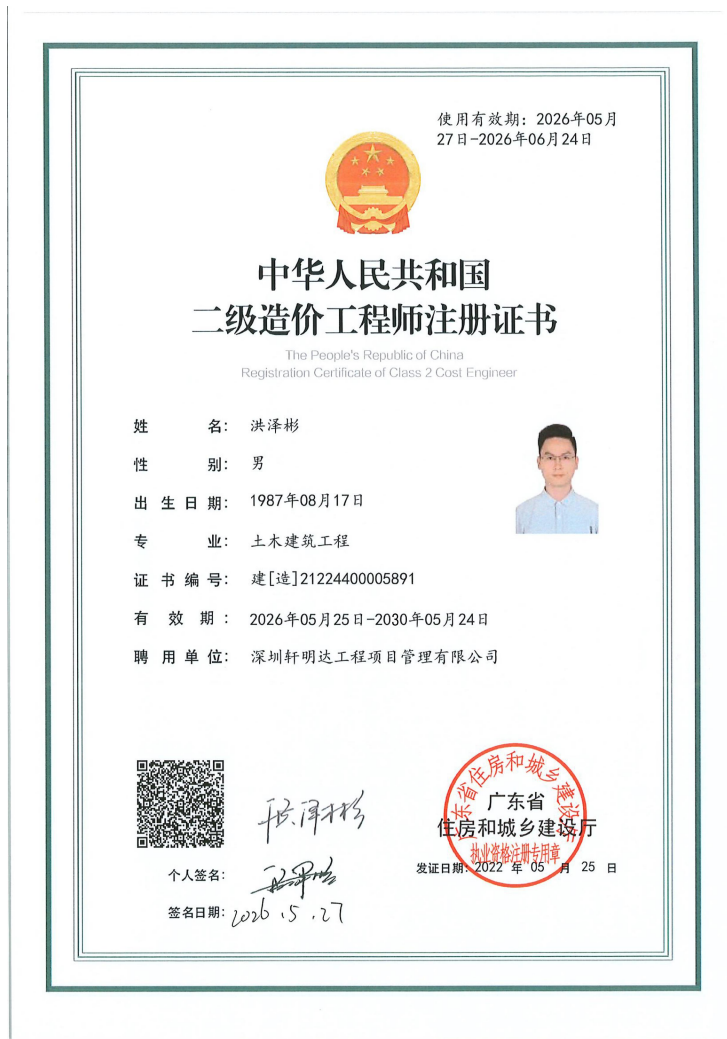 使用有效期：2026年05月
27日-2026年06月24日
中华人民共和国
二级造价工程师注册证书
The People's Republic of China
Registration Certificate of Class 2 Cost Engineer
姓 名：洪泽彬
性 别：男
出生日期：1987年08月17日
专 业：土木建筑工程
证书编号：建[造]21224400005891
有 效 期：2026年05月25日-2030年05月24日
聘用单位：深圳轩明达工程项目管理有限公司
广东省住房和城乡建设厅
广东省
住房和城乡建设厅
执业资格注册专用章
发证日期：2022 年 05 月 25 日
洪泽彬
个人签名：洪泽彬
签名日期：2026.5.27